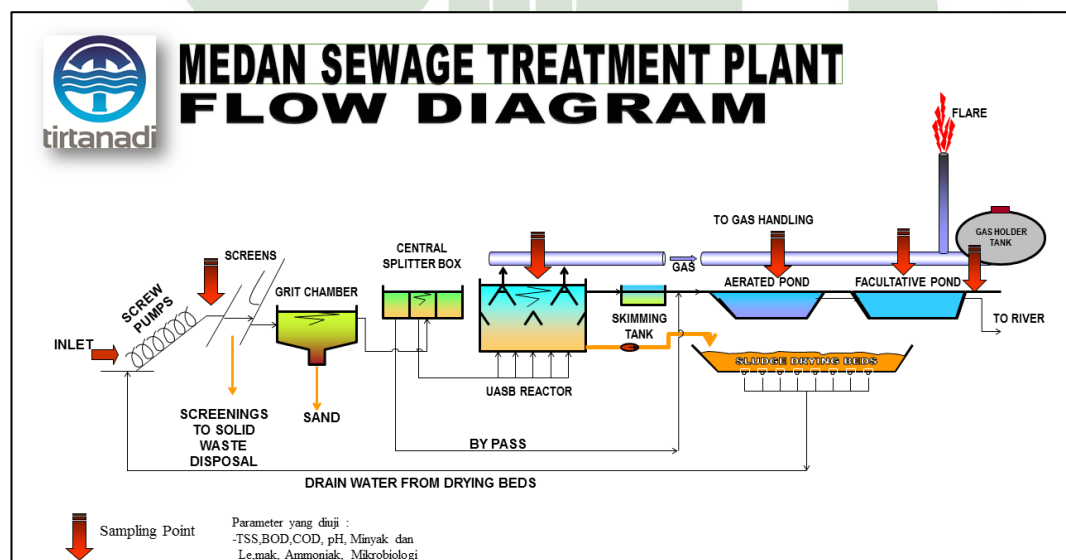 tirtanadi
MEDAN SEWAGE TREATMENT PLANT
FLOW DIAGRAM
FLARE
TO GAS HANDLING
GAS HOLDER
TANK
SCREENS
CENTRAL
SPLITTER BOX
GAS
SCREW
PUMPS
GRIT CHAMBER
AERATED POND
FACULTATIVE POND
INLET
SKIMMING
TANK
TO RIVER
SLUDGE DRYING BEDS
UASB REACTOR
SCREENINGS
TO SOLID
WASTE
DISPOSAL
SAND
BY PASS
DRAIN WATER FROM DRYING BEDS
Sampling Point
Parameter yang diuji :
-TSS,BOD,COD, pH, Minyak dan
Le,mak, Ammoniak, Mikrobiologi